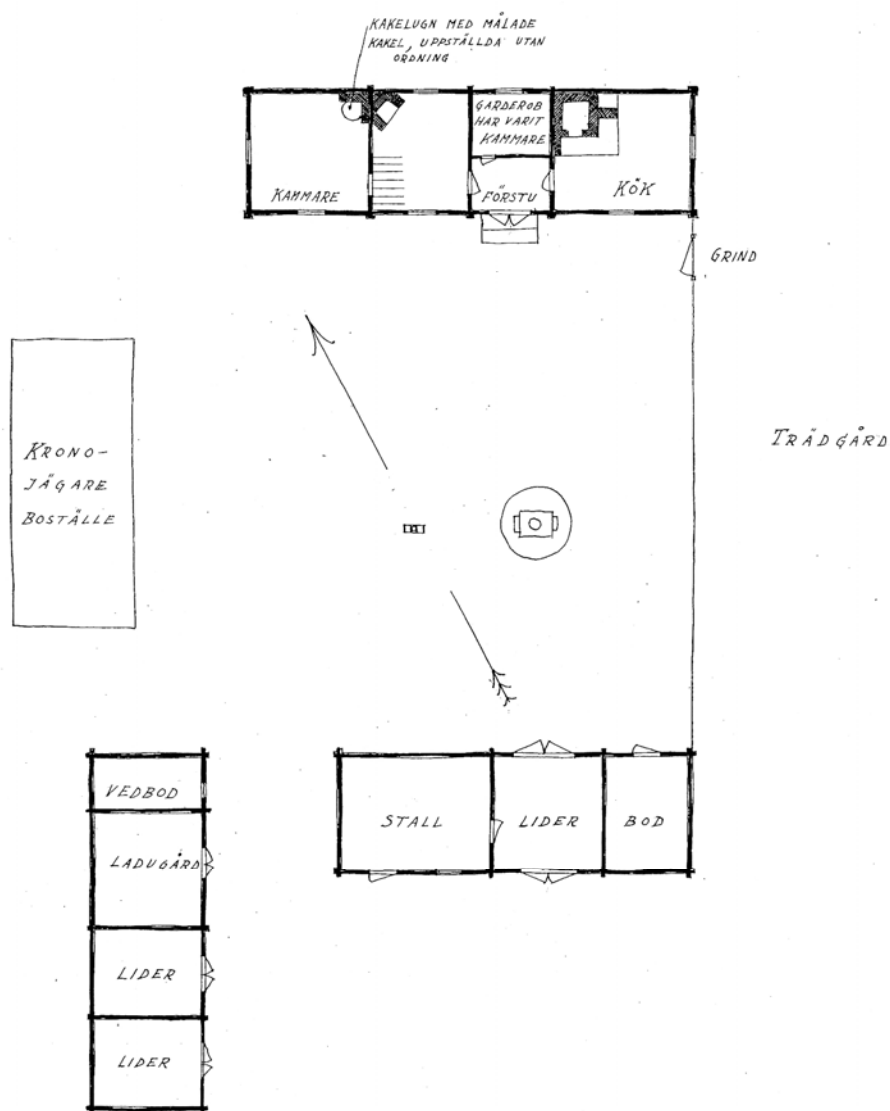 KAKELUGN MED MÅLADE
KAKEL, UPPSTÄLLDA UTAN
ORDNING
GARDEROB
HAR VARIT
KAMMARE
KAMMARE
FÖRSTU
KÖK
GRIND
TRÄDGÅRD
KRONO-
JÄGARE
BOSTÄLLE
VEDBOD
LADUGÅRD
LIDER
LIDER
STALL
LIDER
BOD